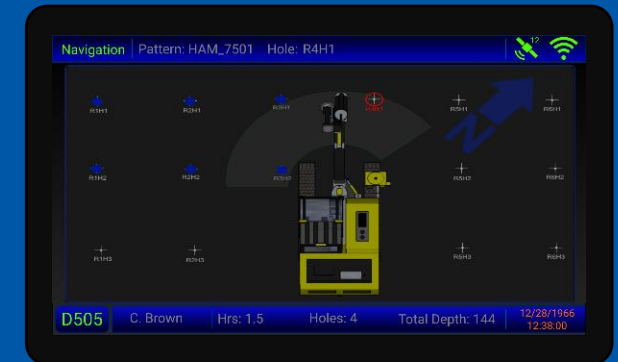 Navigation Pattern: HAM_7501 Hole: R4H1 12
R1H1 R2H1 R3H1 R4H1 R5H1 R6H1
N
R1H2 R2H2 R3H2 R5H2 R6H2
R1H3 R2H3 R5H3 R6H3
D505 C. Brown Hrs: 1.5 Holes: 4 Total Depth: 144 12/28/1966
12:38:00